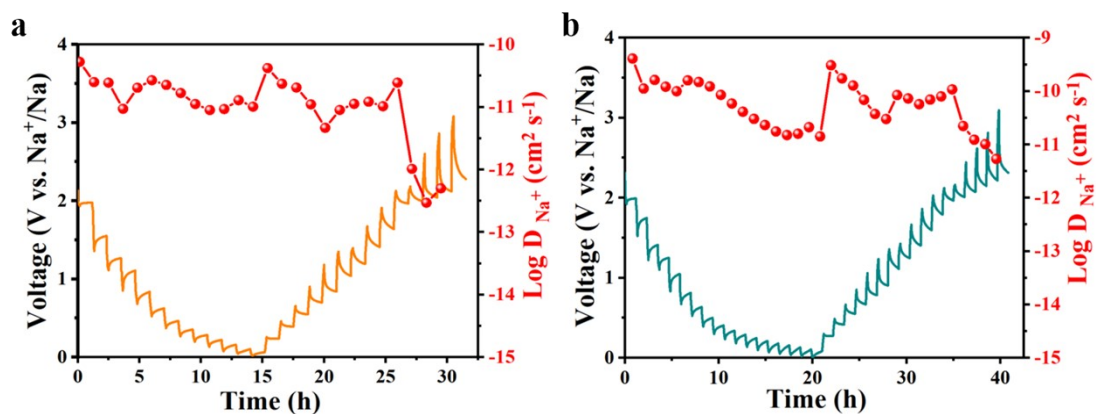 a
4
3
2
1
0
Voltage (V vs. Na⁺/Na)
0 5 10 15 20 25 30
Time (h)
-10
-11
-12
-13
-14
-15
Log D Na⁺ (cm² s⁻¹)
b
4
3
2
1
0
Voltage (V vs. Na⁺/Na)
0 10 20 30 40
Time (h)
-9
-10
-11
-12
-13
-14
-15
Log D Na⁺ (cm² s⁻¹)